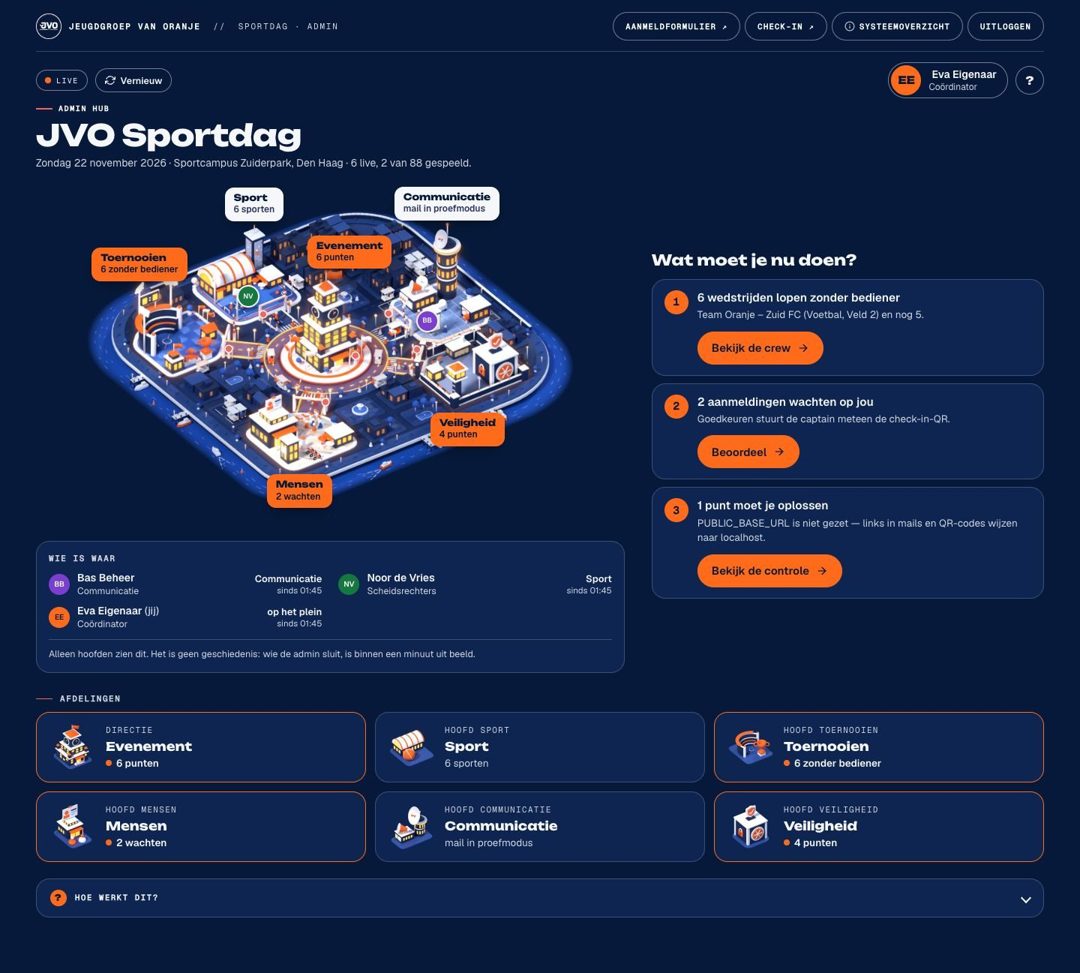 JVO JEUGDGROEP VAN ORANJE // SPORTDAG · ADMIN
AANMELDFORMULIER ↗ CHECK-IN ↗ SYSTEEMOVERZICHT UITLOGGEN
LIVE Vernieuw
EE Eva Eigenaar
Coördinator
?
ADMIN HUB
JVO Sportdag
Zondag 22 november 2026 · Sportcampus Zuiderpark, Den Haag · 6 live, 2 van 88 gespeeld.
Sport
6 sporten
Communicatie
mail in proefmodus
Toernooien
6 zonder bediener
Evenement
6 punten
NV
BB
Veiligheid
4 punten
Mensen
2 wachten
Wat moet je nu doen?
1 6 wedstrijden lopen zonder bediener
Team Oranje – Zuid FC (Voetbal, Veld 2) en nog 5.
Bekijk de crew →
2 2 aanmeldingen wachten op jou
Goedkeuren stuurt de captain meteen de check-in-QR.
Beoordeel →
3 1 punt moet je oplossen
PUBLIC_BASE_URL is niet gezet — links in mails en QR-codes wijzen
naar localhost.
Bekijk de controle →
WIE IS WAAR
BB Bas Beheer
Communicatie
Communicatie
sinds 01:45
NV Noor de Vries
Scheidsrechters
Sport
sinds 01:45
EE Eva Eigenaar (jij)
Coördinator
op het plein
sinds 01:45
Alleen hoofden zien dit. Het is geen geschiedenis: wie de admin sluit, is binnen een minuut uit beeld.
AFDELINGEN
DIRECTIE
Evenement
6 punten
HOOFD SPORT
Sport
6 sporten
HOOFD TOERNOOIEN
Toernooien
6 zonder bediener
HOOFD MENSEN
Mensen
2 wachten
HOOFD COMMUNICATIE
Communicatie
mail in proefmodus
HOOFD VEILIGHEID
Veiligheid
4 punten
? HOE WERKT DIT?